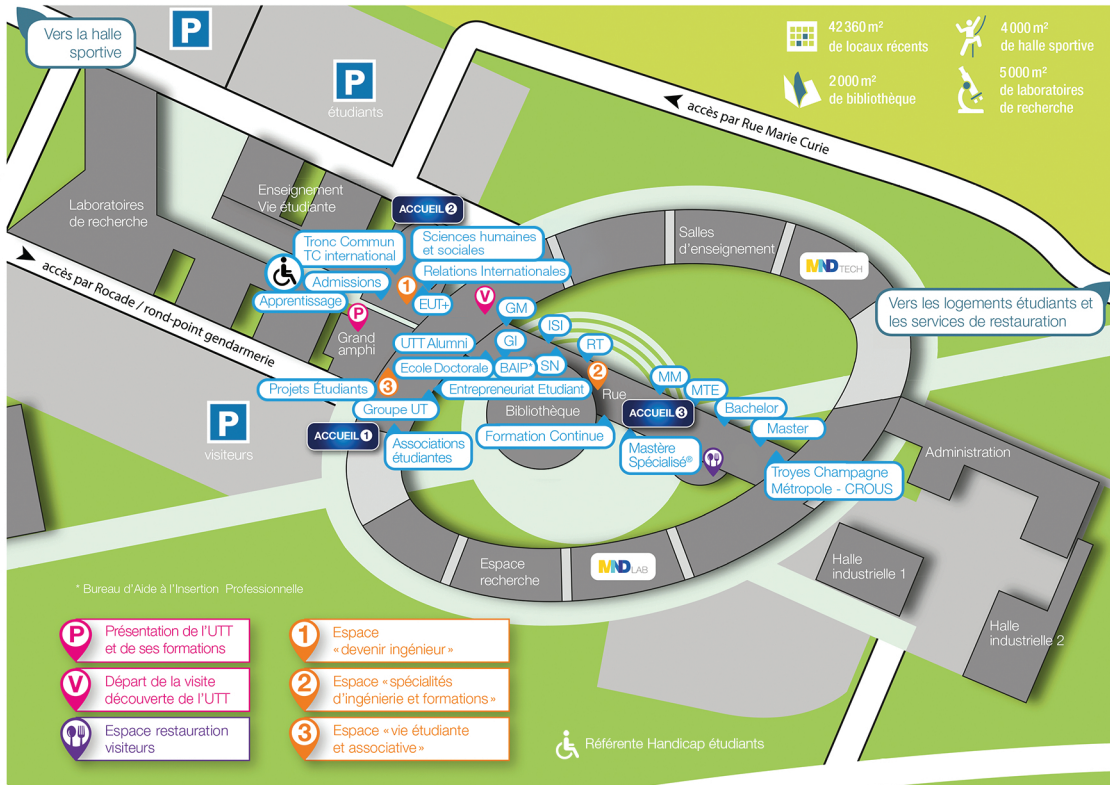 Vers la halle
sportive
P
P
étudiants
42 360 m²
de locaux récents
4 000 m²
de halle sportive
2 000 m²
de bibliothèque
5 000 m²
de laboratoires
de recherche
accès par Rue Marie Curie
Laboratoires
de recherche
Enseignement
Vie étudiante
ACCUEIL 2
Tronc Commun
TC international
Sciences humaines
et sociales
Salles
d'enseignement
MND TECH
Admissions
1
Relations Internationales
Apprentissage
EUT+
V
Vers les logements étudiants et
les services de restauration
accès par Rocade / rond-point gendarmerie
P
Grand
amphi
GM
ISI
UTT Alumni
GI
RT
Ecole Doctorale
BAIP*
SN
2
MM
Projets Étudiants
3
Entrepreneuriat Etudiant
Rue
MTE
Groupe UT
Bibliothèque
ACCUEIL 3
Bachelor
P
visiteurs
ACCUEIL 1
Associations
étudiantes
Formation Continue
Master
Mastère
Spécialisé®
Troyes Champagne
Métropole - CROUS
Administration
Espace
recherche
MND LAB
Halle
industrielle 1
Halle
industrielle 2
* Bureau d'Aide à l'Insertion Professionnelle
P
Présentation de l'UTT
et de ses formations
V
Départ de la visite
découverte de l'UTT
Espace restauration
visiteurs
1
Espace
« devenir ingénieur »
2
Espace « spécialités
d'ingénierie et formations »
3
Espace « vie étudiante
et associative »
Référente Handicap étudiants